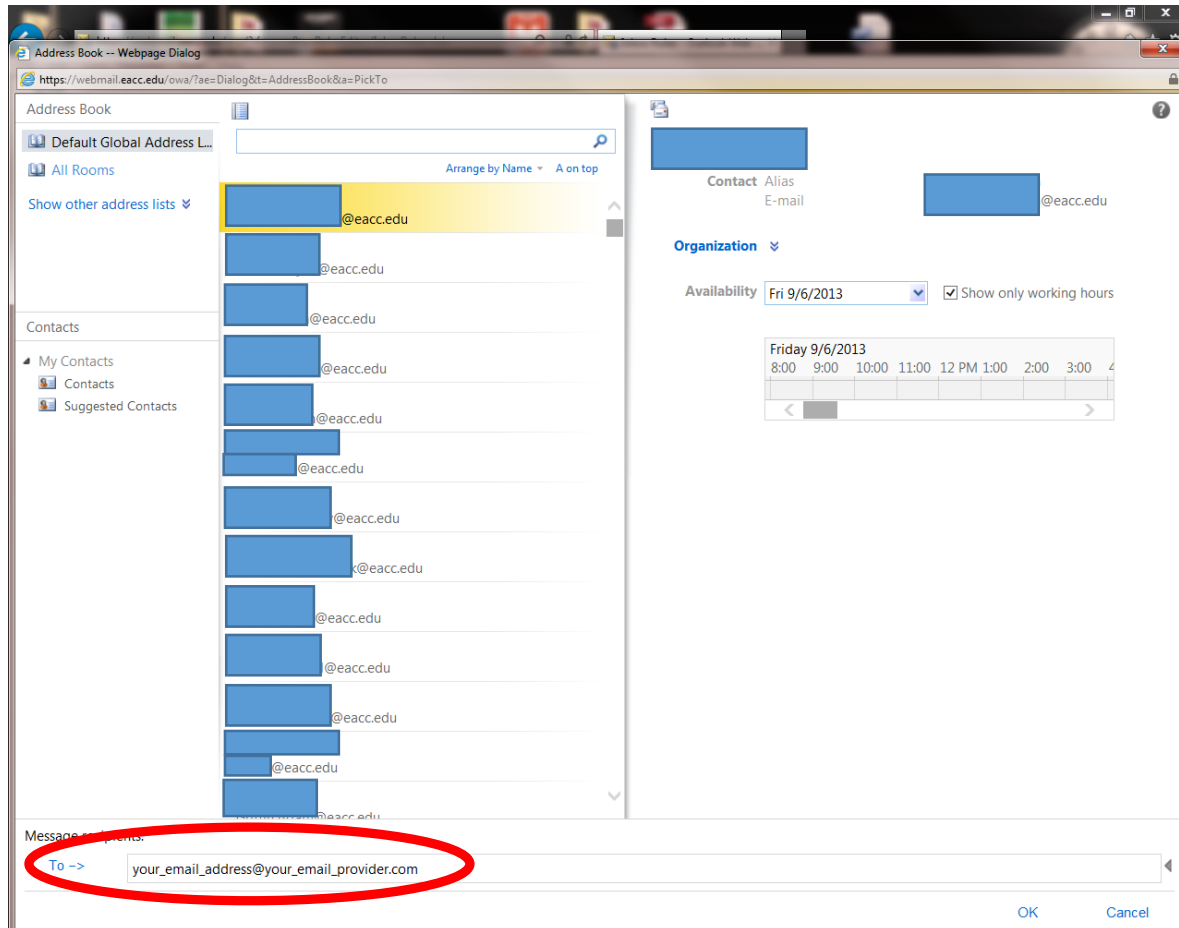 Address Book -- Webpage Dialog
https://webmail.eacc.edu/owa/?ae=Dialog&t=AddressBook&a=PickTo
Address Book
Default Global Address L...
All Rooms
Show other address lists
Contacts
My Contacts
Contacts
Suggested Contacts
Arrange by Name
A on top
@eacc.edu
@eacc.edu
@eacc.edu
@eacc.edu
@eacc.edu
@eacc.edu
@eacc.edu
@eacc.edu
@eacc.edu
@eacc.edu
@eacc.edu
@eacc.edu
@eacc.edu
Contact Alias
E-mail @eacc.edu
Organization
Availability Fri 9/6/2013 Show only working hours
Friday 9/6/2013
8:00 9:00 10:00 11:00 12 PM 1:00 2:00 3:00
Message recipients:
To -> your_email_address@your_email_provider.com
OK Cancel